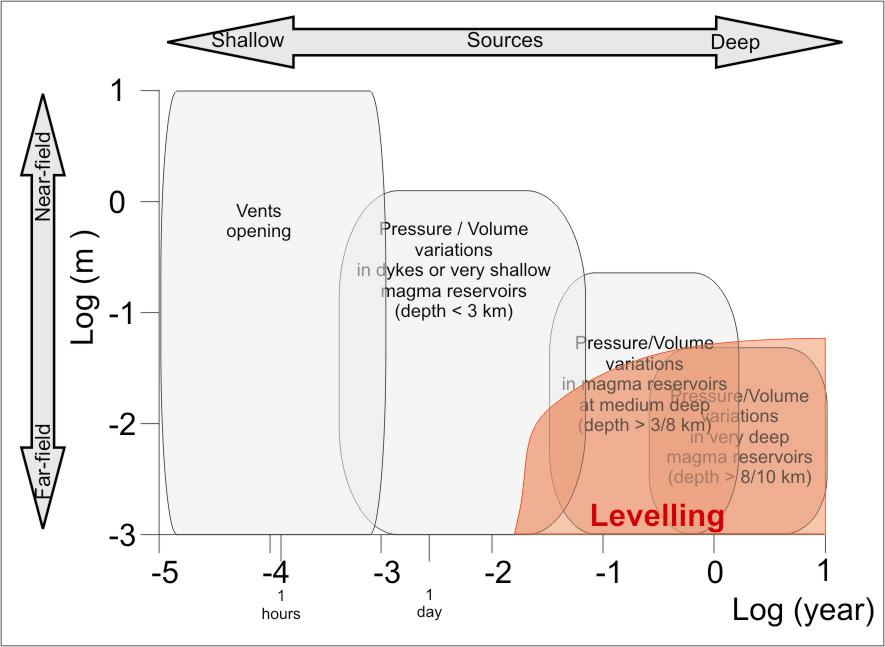 Shallow Sources Deep
Near-field
Far-field
Log (m )
1
0
-1
-2
-3
Vents
opening
Pressure / Volume
variations
in dykes or very shallow
magma reservoirs
(depth < 3 km)
Pressure/Volume
variations
in magma reservoirs
at medium deep
(depth > 3/8 km)
Pressure/Volume
variations
in very deep
magma reservoirs
(depth > 8/10 km)
Levelling
-5 -4 -3 -2 -1 0 1
1
hours
1
day
Log (year)